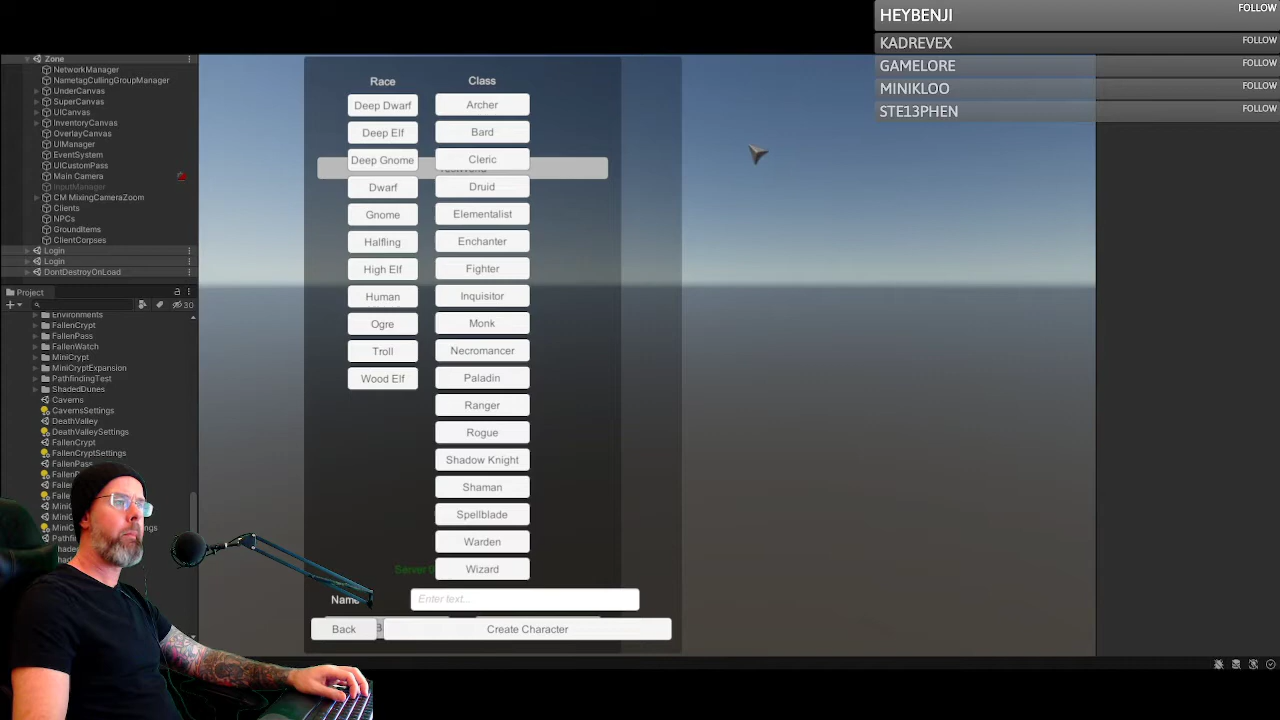 HEYBENJI FOLLOW
KADREVEX FOLLOW
GAMELORE FOLLOW
MINIKLOO FOLLOW
STE13PHEN FOLLOW
Zone
NetworkManager
NametagCullingGroupManager
UnderCanvas
SuperCanvas
UICanvas
InventoryCanvas
OverlayCanvas
UIManager
EventSystem
UICustomPass
Main Camera
InputManager
CM MixingCameraZoom
Clients
NPCs
GroundItems
ClientCorpses
Login
Login
DontDestroyOnLoad
Project
30
Environments
FallenCrypt
FallenPass
FallenWatch
MiniCrypt
MiniCryptExpansion
PathfindingTest
ShadedDunes
Caverns
CavernsSettings
DeathValley
DeathValleySettings
FallenCrypt
FallenCryptSettings
FallenPass
Race
Deep Dwarf
Deep Elf
Deep Gnome
Dwarf
Gnome
Halfling
High Elf
Human
Ogre
Troll
Wood Elf
Class
Archer
Bard
Cleric
Druid
Elementalist
Enchanter
Fighter
Inquisitor
Monk
Necromancer
Paladin
Ranger
Rogue
Shadow Knight
Shaman
Spellblade
Warden
Wizard
Server
Name
Enter text...
Back
Create Character